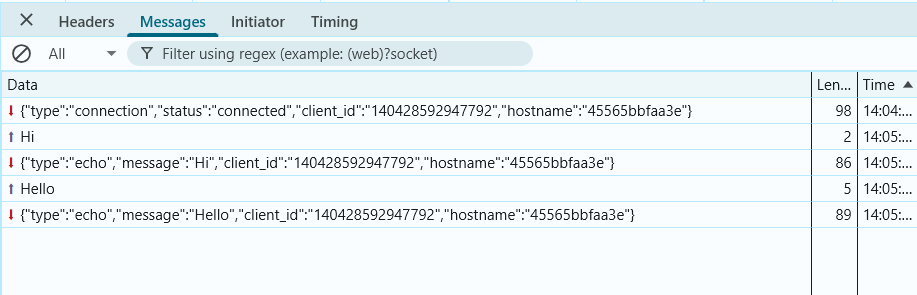 Headers Messages Initiator Timing
All Filter using regex (example: (web)?socket)
Data Len... Time
{"type":"connection","status":"connected","client_id":"140428592947792","hostname":"45565bbfaa3e"} 98 14:04:...
Hi 2 14:05:...
{"type":"echo","message":"Hi","client_id":"140428592947792","hostname":"45565bbfaa3e"} 86 14:05:...
Hello 5 14:05:...
{"type":"echo","message":"Hello","client_id":"140428592947792","hostname":"45565bbfaa3e"} 89 14:05:...